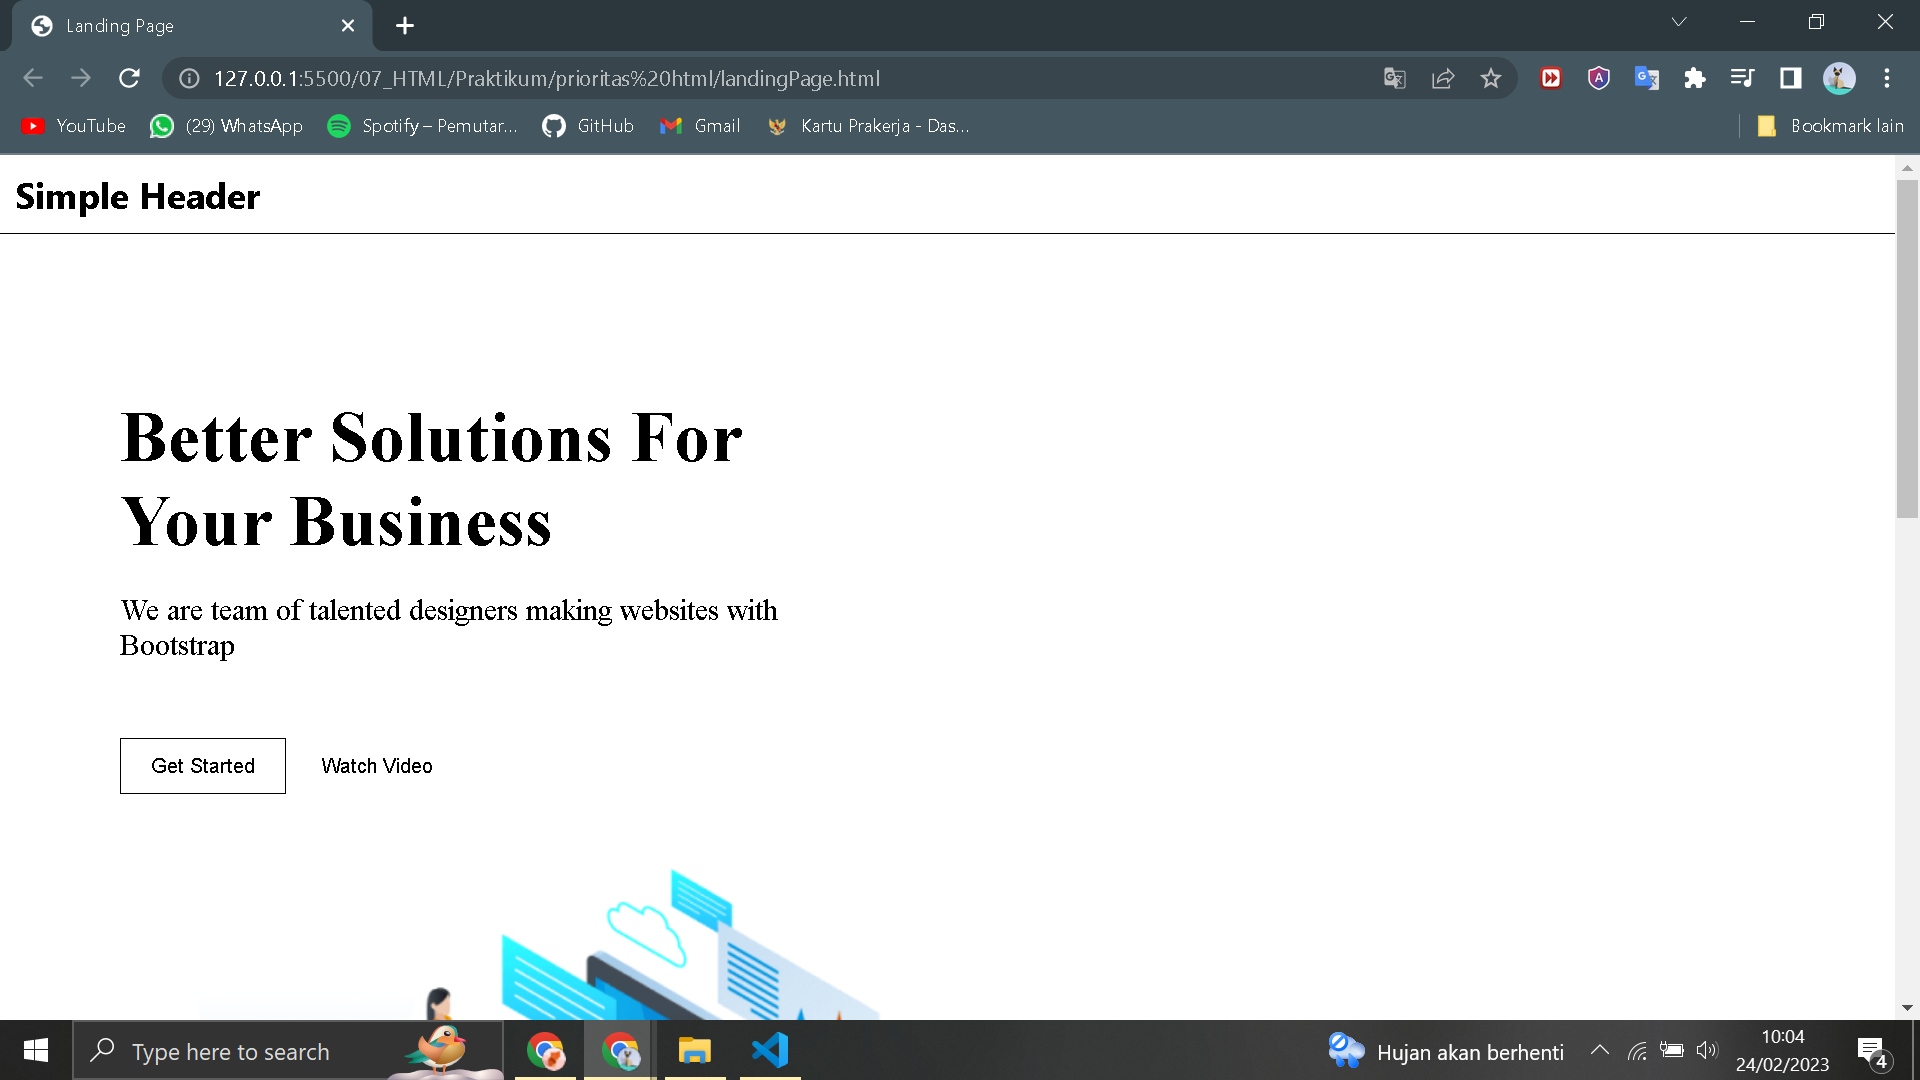 Landing Page
127.0.0.1:5500/07_HTML/Praktikum/prioritas%20html/landingPage.html
YouTube
(29) WhatsApp
Spotify – Pemutar...
GitHub
Gmail
Kartu Prakerja - Das...
Bookmark lain
Simple Header
Better Solutions For
Your Business
We are team of talented designers making websites with
Bootstrap
Get Started
Watch Video
Type here to search
Hujan akan berhenti
10:04
24/02/2023
4